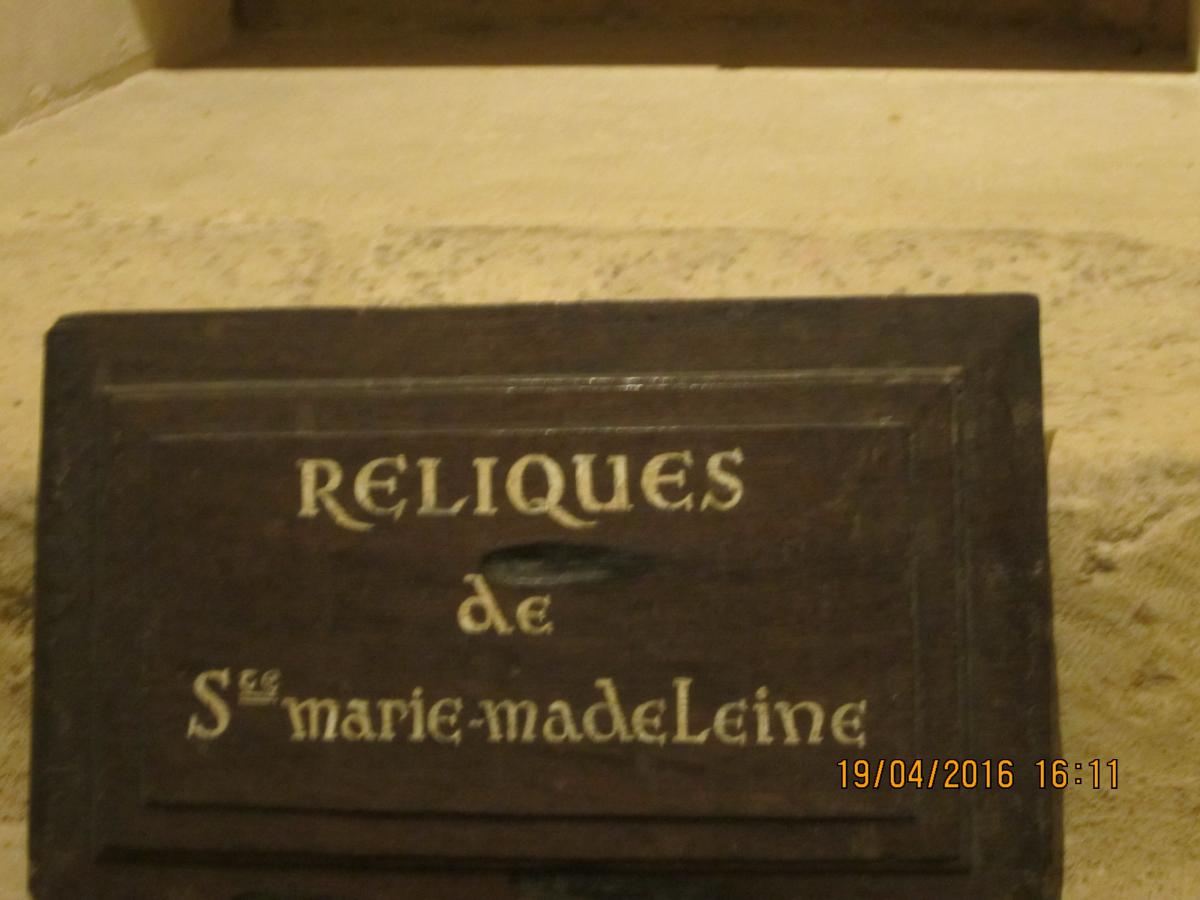 RELIQUES
de
Ste marie-madeLeine
19/04/2016 16:11